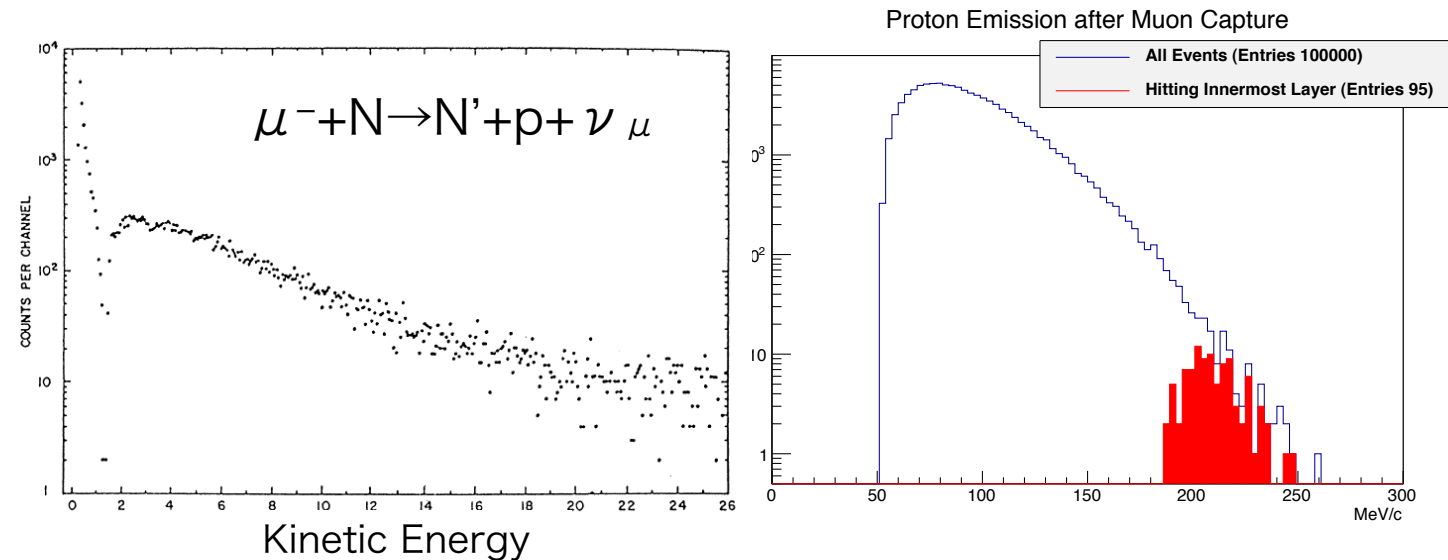 10⁴
μ⁻+N→N'+p+ν μ
10³
COUNTS PER CHANNEL
10²
10
1
0 2 4 6 8 10 12 14 16 18 20 22 24 26
Kinetic Energy
Proton Emission after Muon Capture
All Events (Entries 100000)
Hitting Innermost Layer (Entries 95)
0³
0²
10
1
0 50 100 150 200 250 300
MeV/c